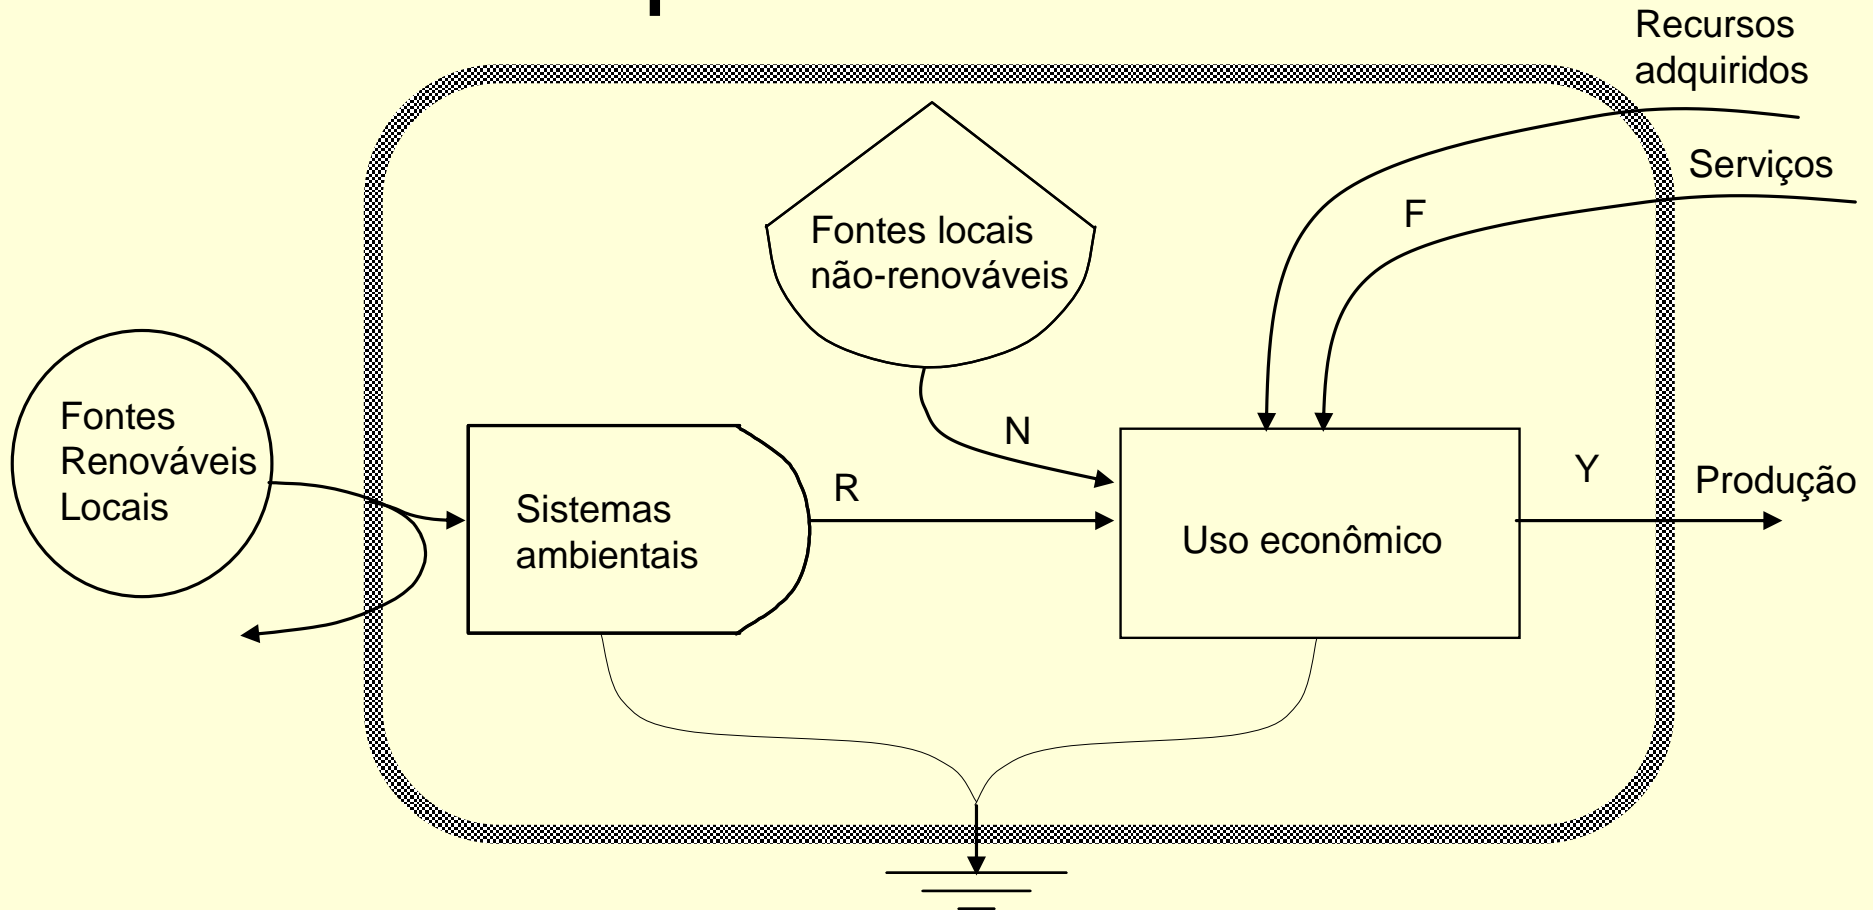 Recursos
adquiridos
Serviços
F
Fontes locais
não-renováveis
N
Fontes
Renováveis
Locais
Sistemas
ambientais
R
Uso econômico
Y
Produção